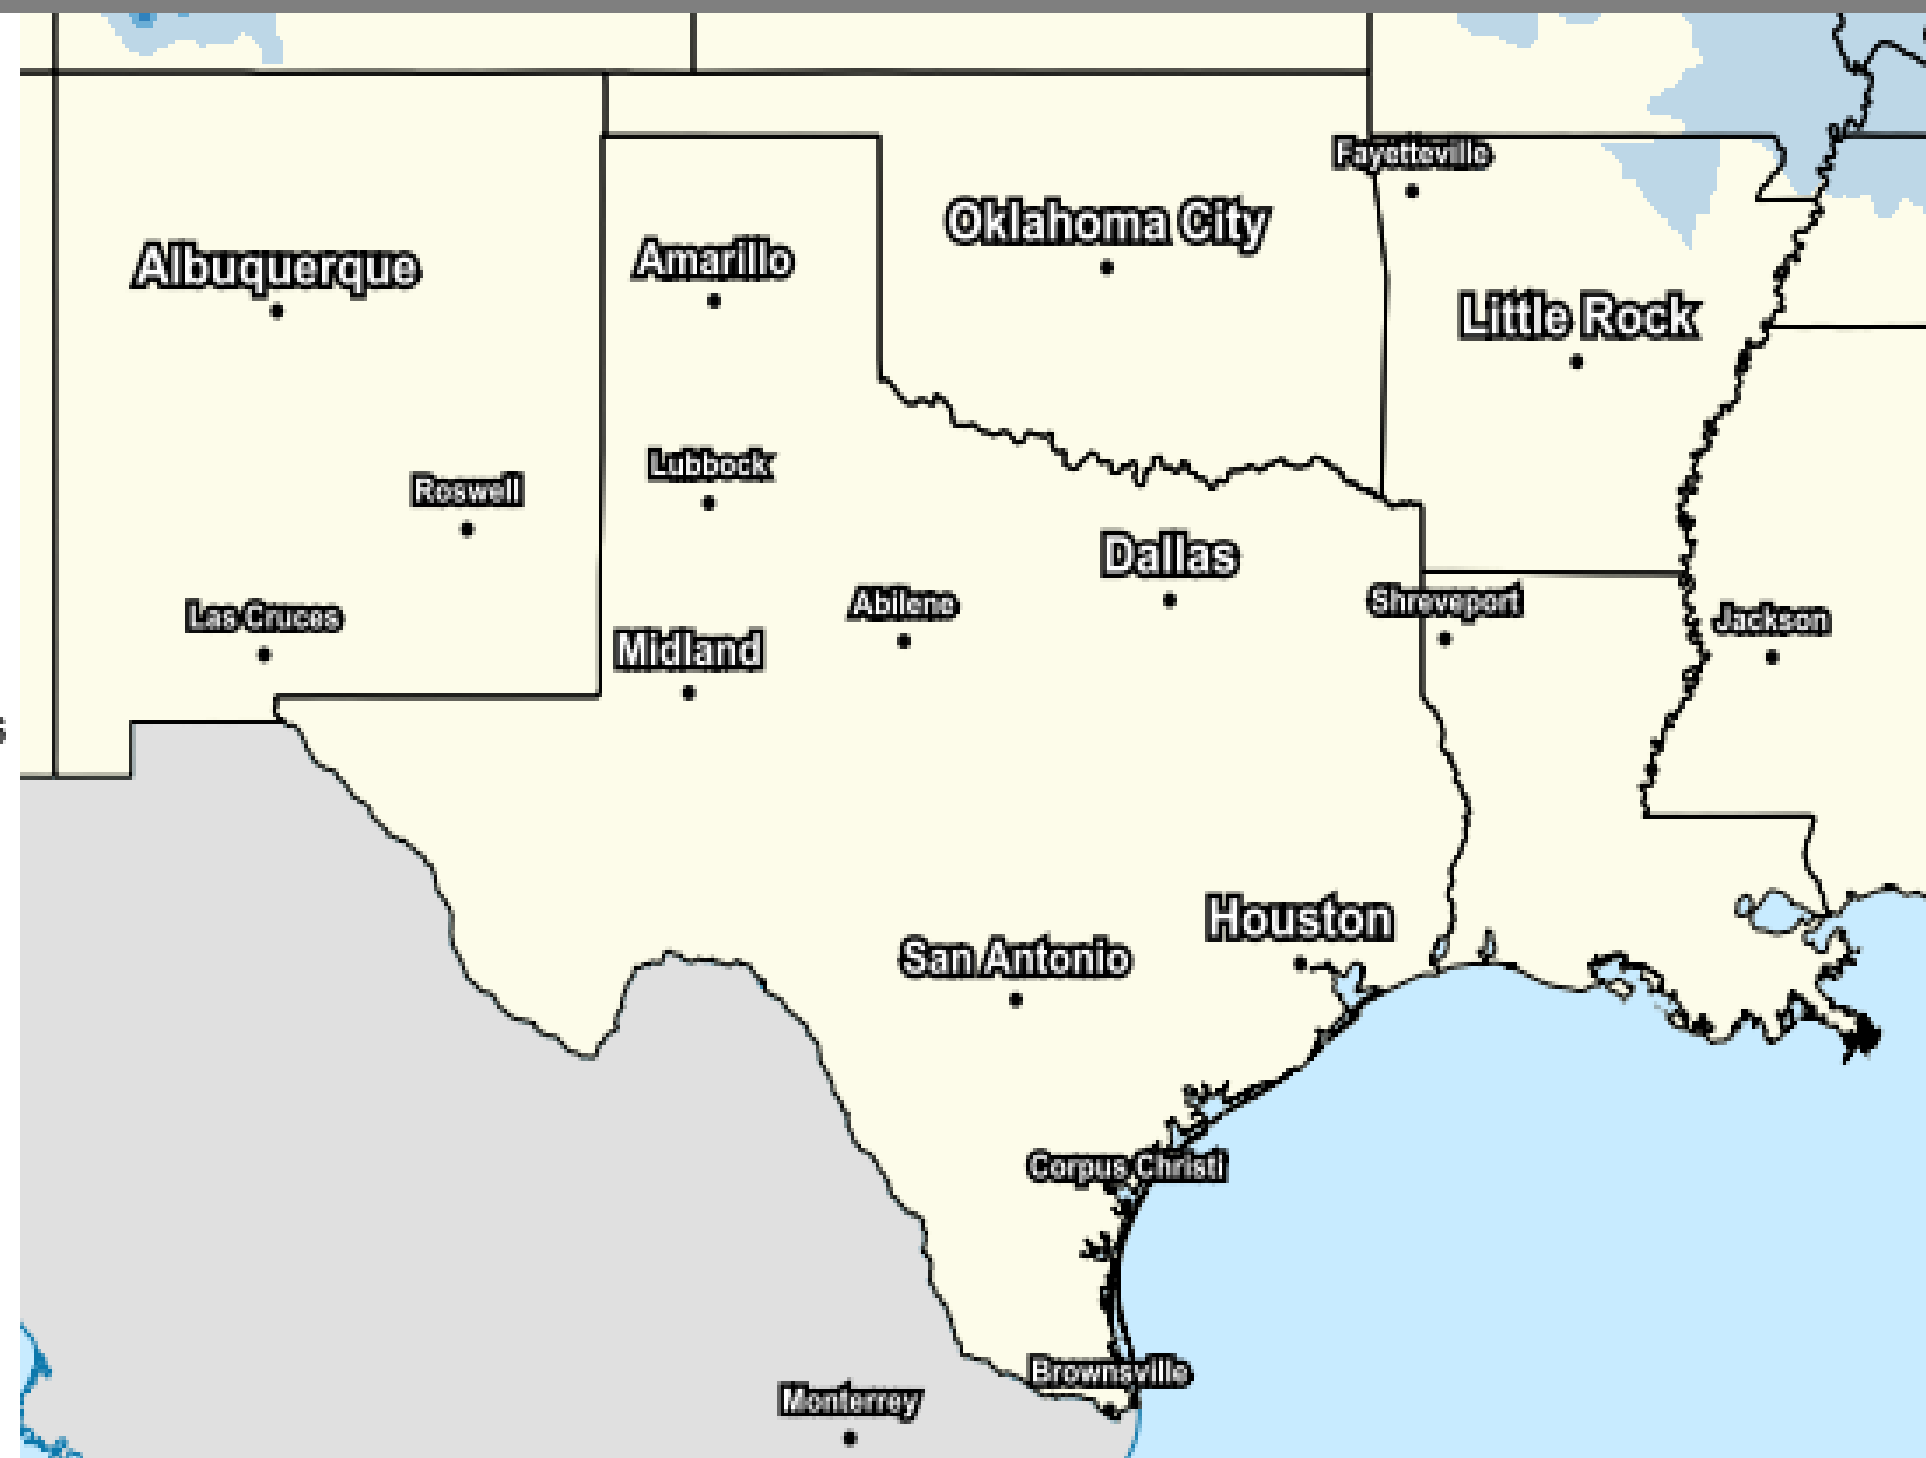 Fayetteville
Oklahoma City
Albuquerque
Amarillo
Little Rock
Lubbock
Roswell
Dallas
Abilene
Shreveport
Las Cruces
Jackson
Midland
s
Houston
San Antonio
Corpus Christi
Brownsville
Monterrey